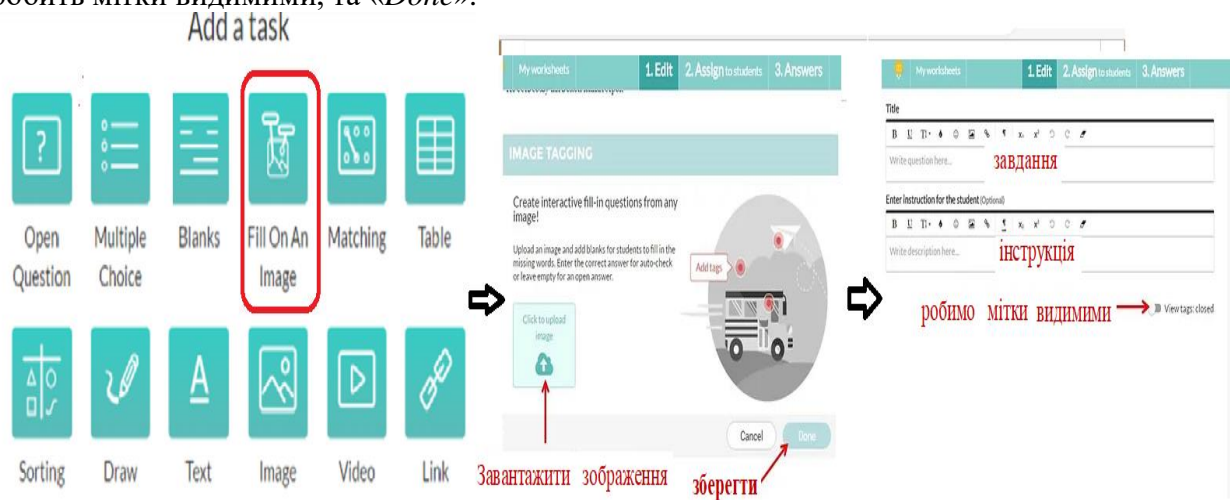 робить мітки видимими, та «Done».
Add a task
?
Open
Question
Multiple
Choice
Blanks
Fill On An
Image
Matching
Table
Sorting
Draw
A
Text
Image
Video
Link
My worksheets
1. Edit
2. Assign to students
3. Answers
IMAGE TAGGING
Create interactive fill-in questions from any
image!
Upload an image and add blanks for students to fill in the
missing words. Enter the correct answer for auto-check
or leave empty for an open answer.
Click to upload
image
Add tags
Cancel
Done
Завантажити зображення
зберегти
My worksheets
1. Edit
2. Assign to students
3. Answers
Title
B U
Write question here...
завдання
Enter instruction for the student (Optional)
B U
Write description here...
інструкція
робимо мітки видимими
View tags: closed